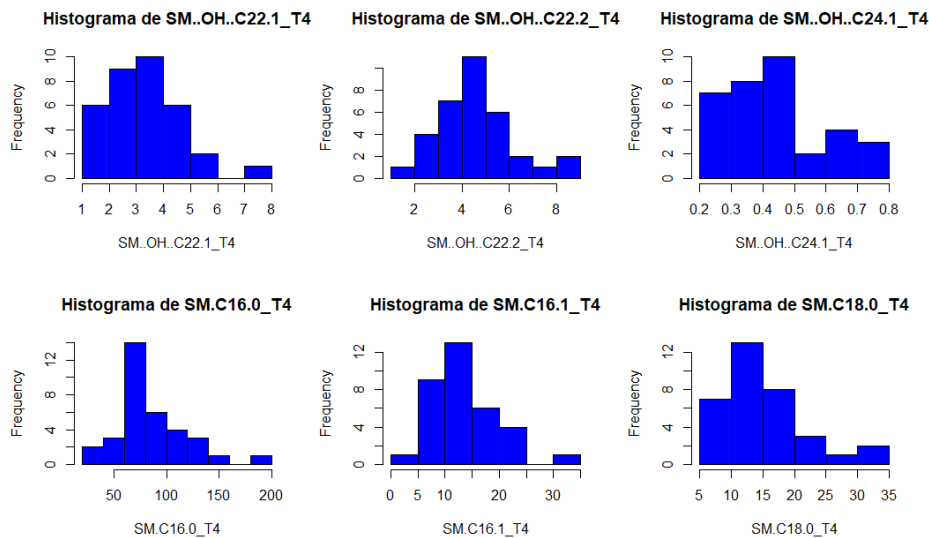 Histograma de SM..OH..C22.1_T4
Frequency
0 2 4 6 8 10
1 2 3 4 5 6 7 8
SM..OH..C22.1_T4
Histograma de SM..OH..C22.2_T4
Frequency
0 2 4 6 8
2 4 6 8
SM..OH..C22.2_T4
Histograma de SM..OH..C24.1_T4
Frequency
0 2 4 6 8 10
0.2 0.3 0.4 0.5 0.6 0.7 0.8
SM..OH..C24.1_T4
Histograma de SM.C16.0_T4
Frequency
0 4 8 12
50 100 150 200
SM.C16.0_T4
Histograma de SM.C16.1_T4
Frequency
0 4 8 12
0 10 20 30
SM.C16.1_T4
Histograma de SM.C18.0_T4
Frequency
0 4 8 12
5 10 15 20 25 30 35
SM.C18.0_T4